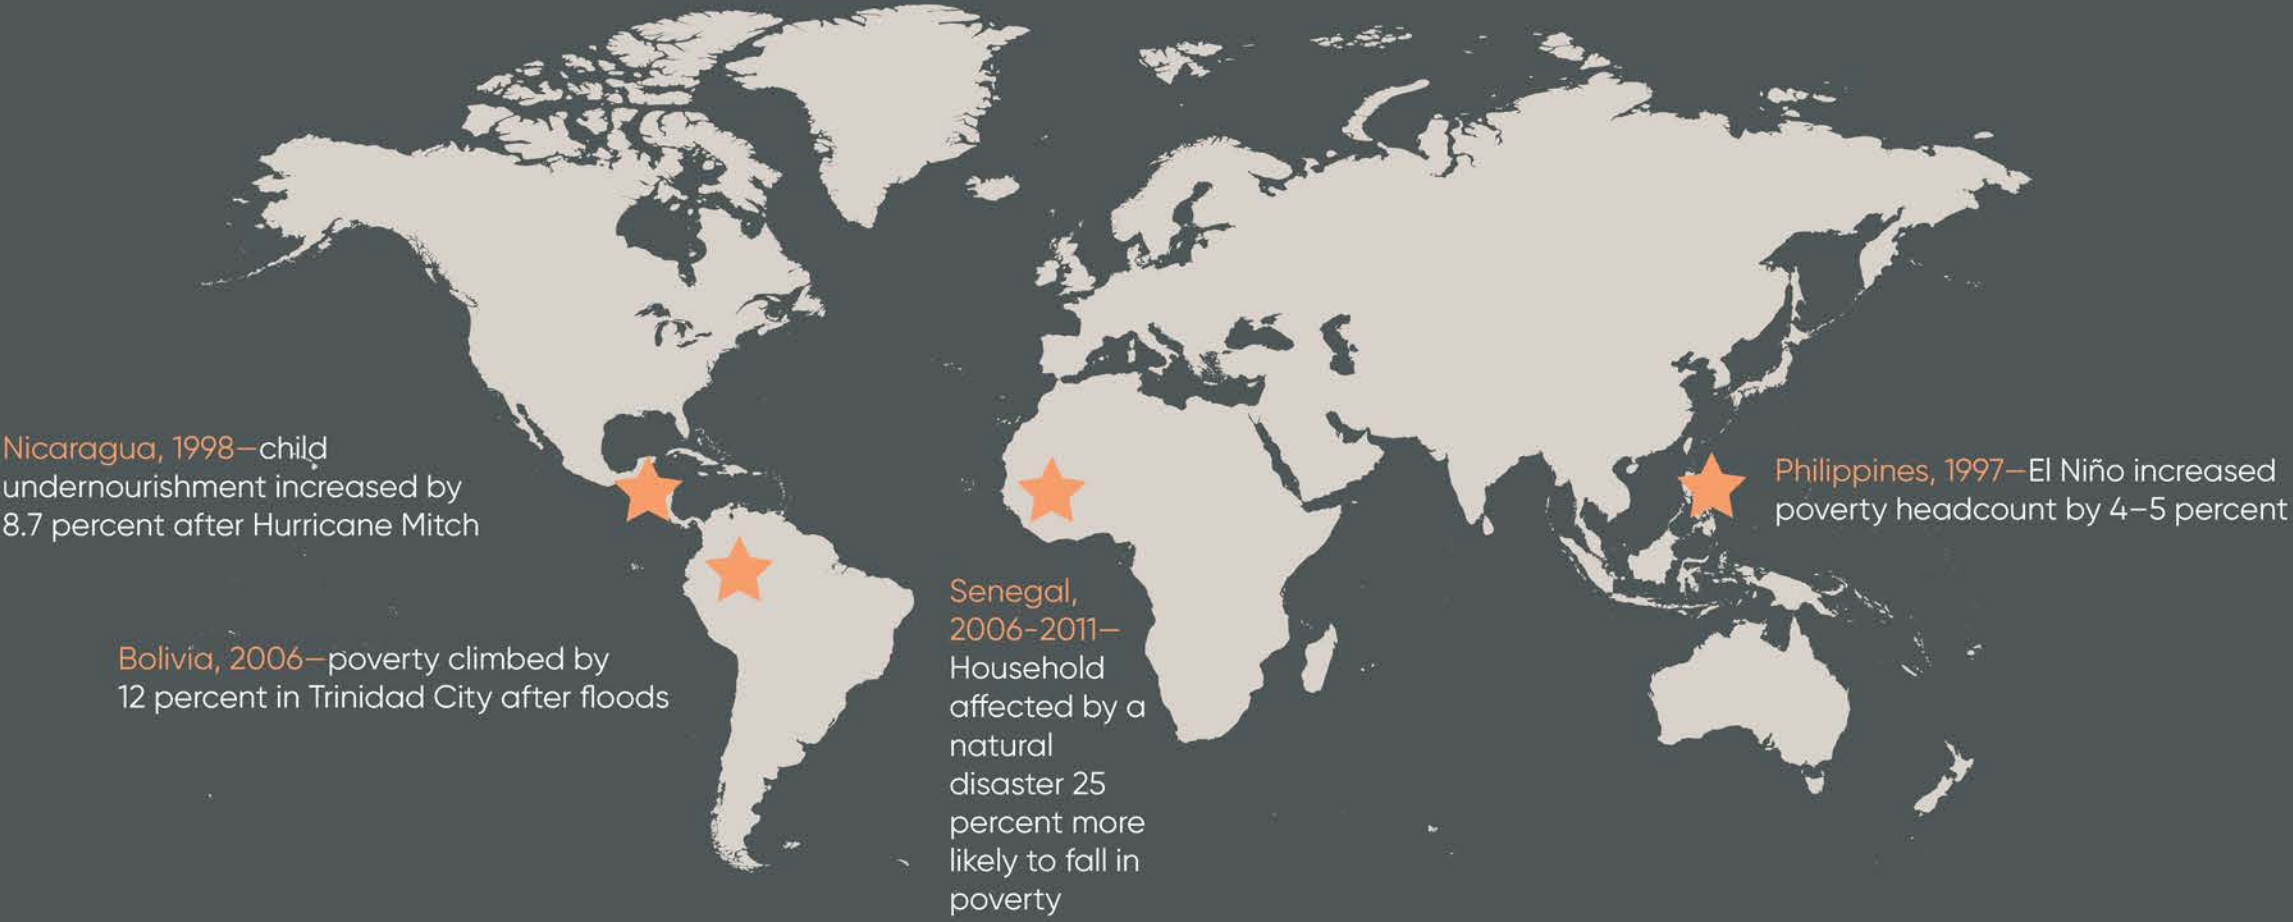 Nicaragua, 1998—child
undernourishment increased by
8.7 percent after Hurricane Mitch
Philippines, 1997—El Niño increased
poverty headcount by 4–5 percent
Bolivia, 2006—poverty climbed by
12 percent in Trinidad City after floods
Senegal,
2006-2011—
Household
affected by a
natural
disaster 25
percent more
likely to fall in
poverty